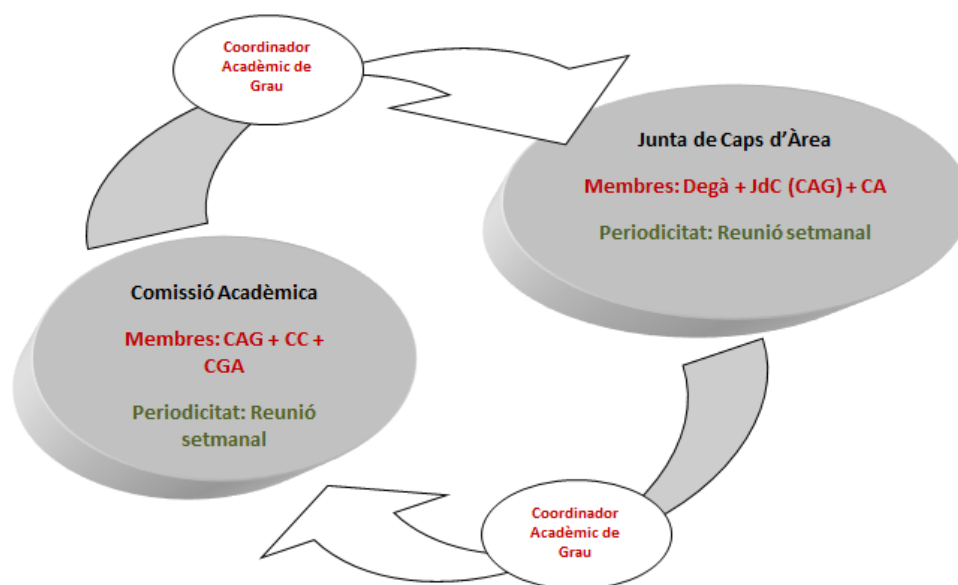 Coordinador
Acadèmic de
Grau
Junta de Caps d'Àrea
Membres: Degà + JdC (CAG) + CA
Periodicitat: Reunió setmanal
Comissió Acadèmica
Membres: CAG + CC +
CGA
Periodicitat: Reunió
setmanal
Coordinador
Acadèmic de
Grau